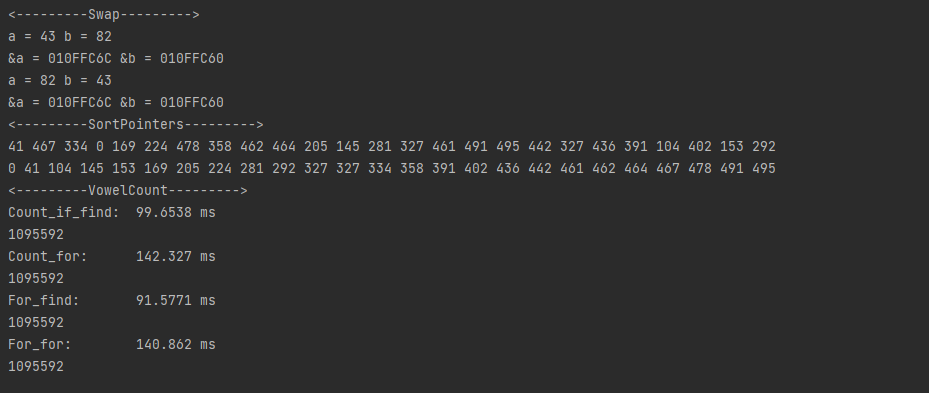 <---------Swap--------->
a = 43 b = 82
&a = 010FFC6C &b = 010FFC60
a = 82 b = 43
&a = 010FFC6C &b = 010FFC60
<---------SortPointers--------->
41 467 334 0 169 224 478 358 462 464 205 145 281 327 461 491 495 442 327 436 391 104 402 153 292
0 41 104 145 153 169 205 224 281 292 327 327 334 358 391 402 436 442 461 462 464 467 478 491 495
<---------VowelCount--------->
Count_if_find:  99.6538 ms
1095592
Count_for:      142.327 ms
1095592
For_find:       91.5771 ms
1095592
For_for:        140.862 ms
1095592